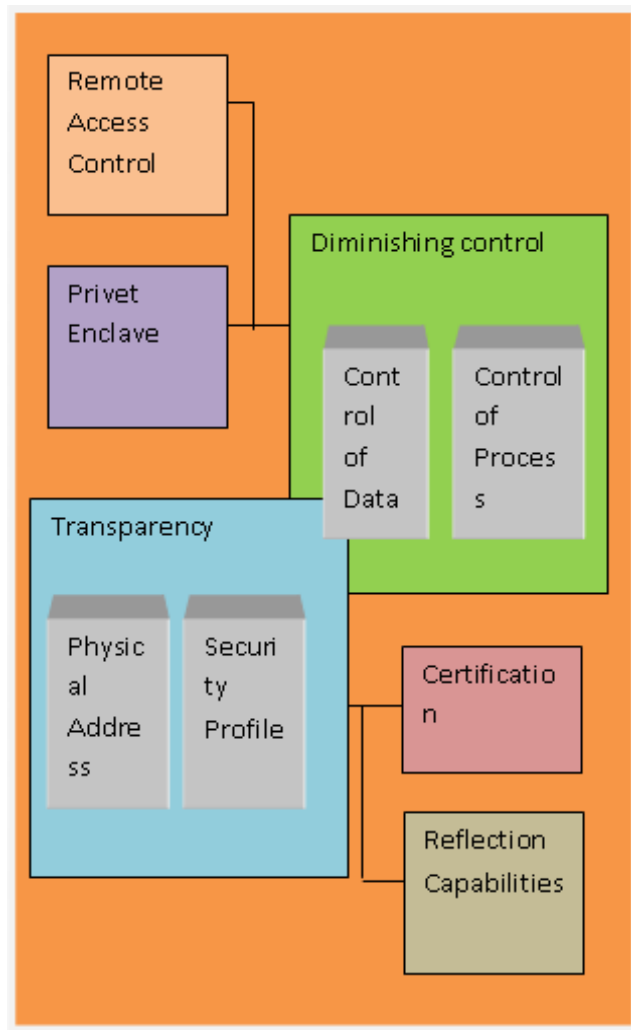 Remote
Access
Control
Diminishing control
Privet
Enclave
Cont
rol
of
Data
Control
of
Proces
s
Transparency
Physic
al
Addre
ss
Securi
ty
Profile
Certificatio
n
Reflection
Capabilities